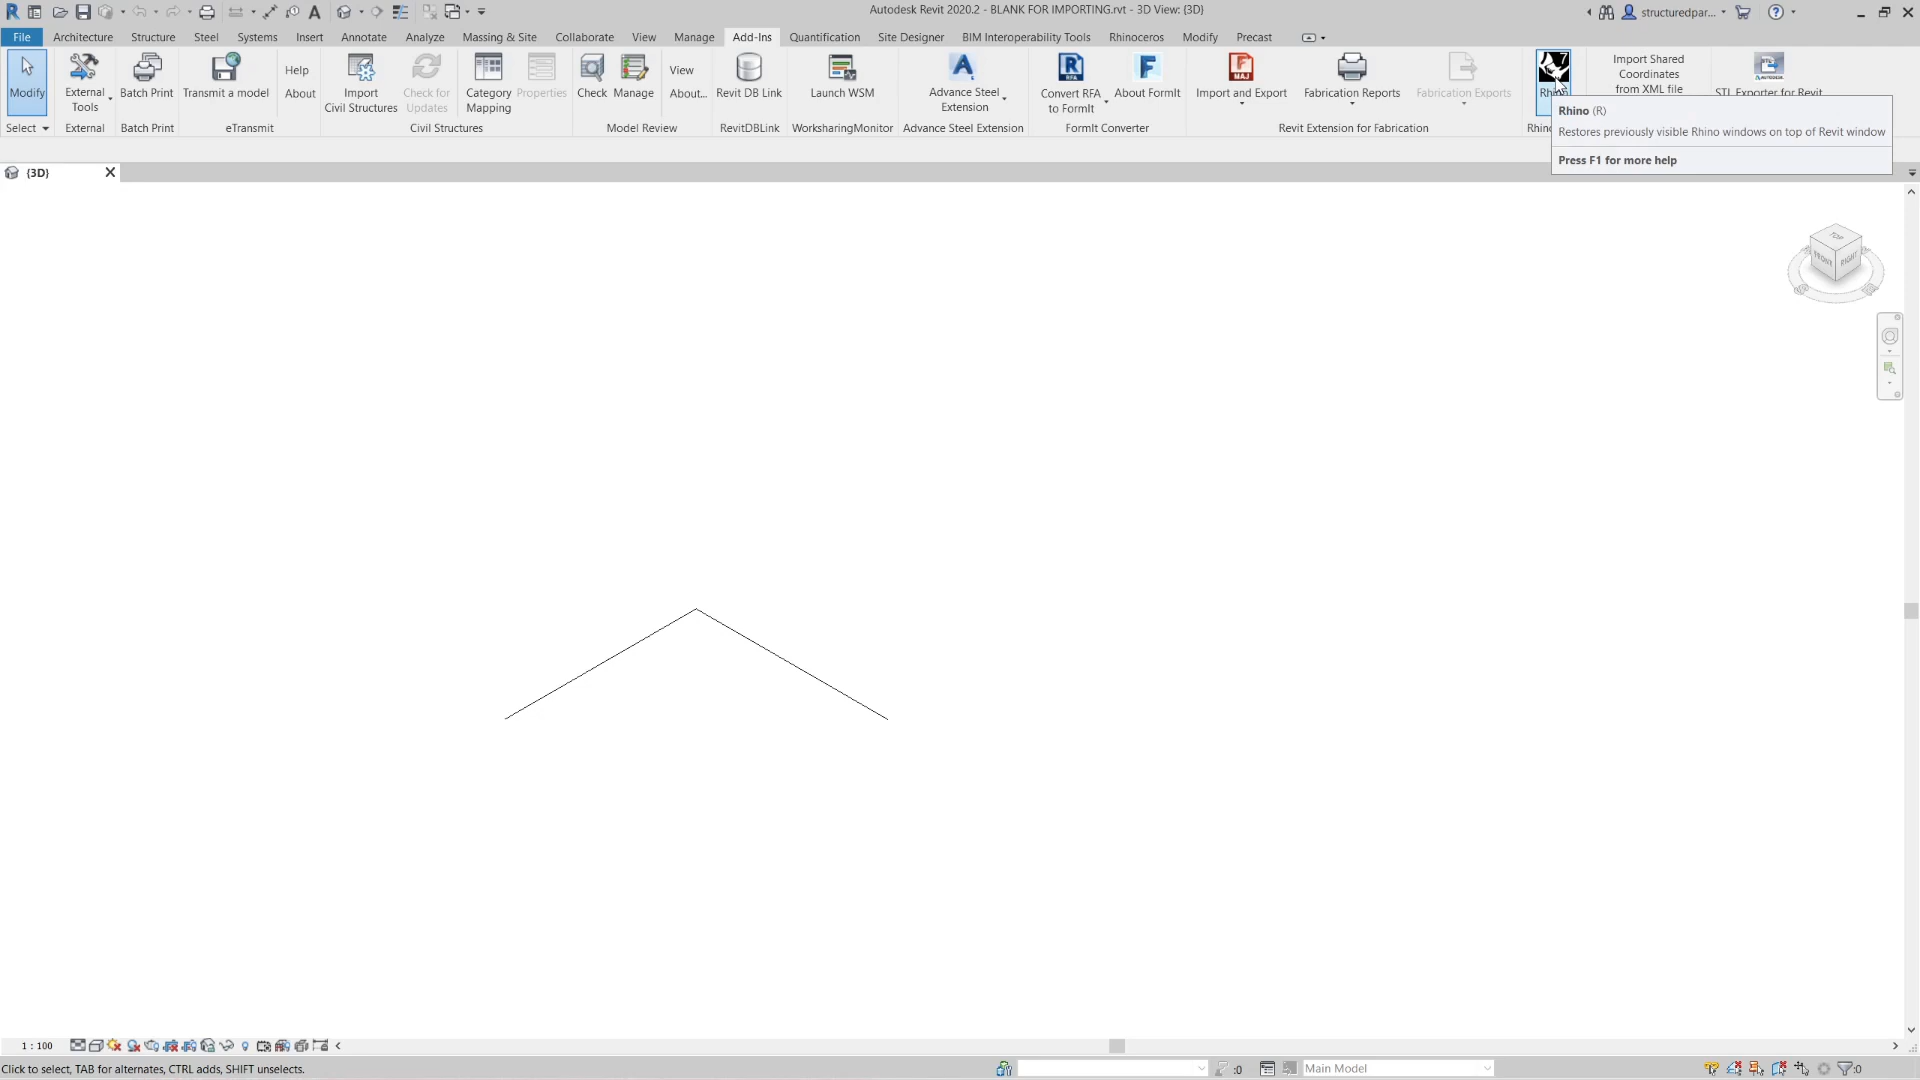 Autodesk Revit 2020.2 - BLANK FOR IMPORTING.rvt - 3D View: {3D}
structuredpar...
File Architecture Structure Steel Systems Insert Annotate Analyze Massing & Site Collaborate View Manage Add-Ins Quantification Site Designer BIM Interoperability Tools Rhinoceros Modify Precast
Modify
External
Tools
Batch Print
Transmit a model
Help
About
Import
Civil Structures
Check for
Updates
Category
Mapping
Properties
Check
Manage
View
About...
Revit DB Link
Launch WSM
Advance Steel
Extension
Convert RFA
to FormIt
About FormIt
Import and Export
Fabrication Reports
Fabrication Exports
Import Shared
Coordinates
from XML file
STL Exporter for Revit
Select External Batch Print eTransmit Civil Structures Model Review RevitDBLink WorksharingMonitor Advance Steel Extension FormIt Converter Revit Extension for Fabrication
Rhino (R)
Restores previously visible Rhino windows on top of Revit window
Press F1 for more help
{3D}
TOP
FRONT
RIGHT
1 : 100
Click to select, TAB for alternates, CTRL adds, SHIFT unselects.
:0
Main Model
:0